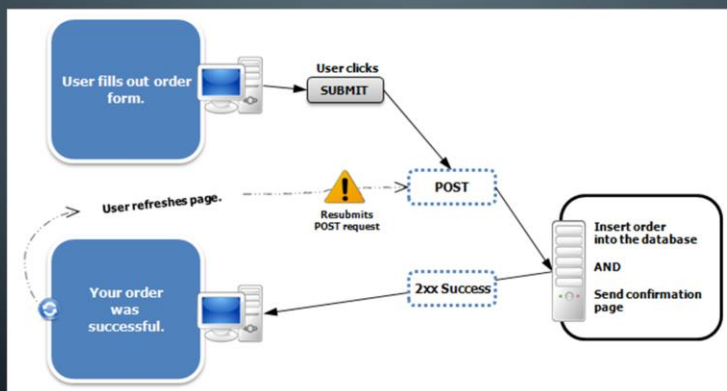 User fills out order
form.
User clicks
SUBMIT
User refreshes page.
Resubmits
POST request
POST
Insert order
into the database
AND
Send confirmation
page
2xx Success
Your order
was
successful.